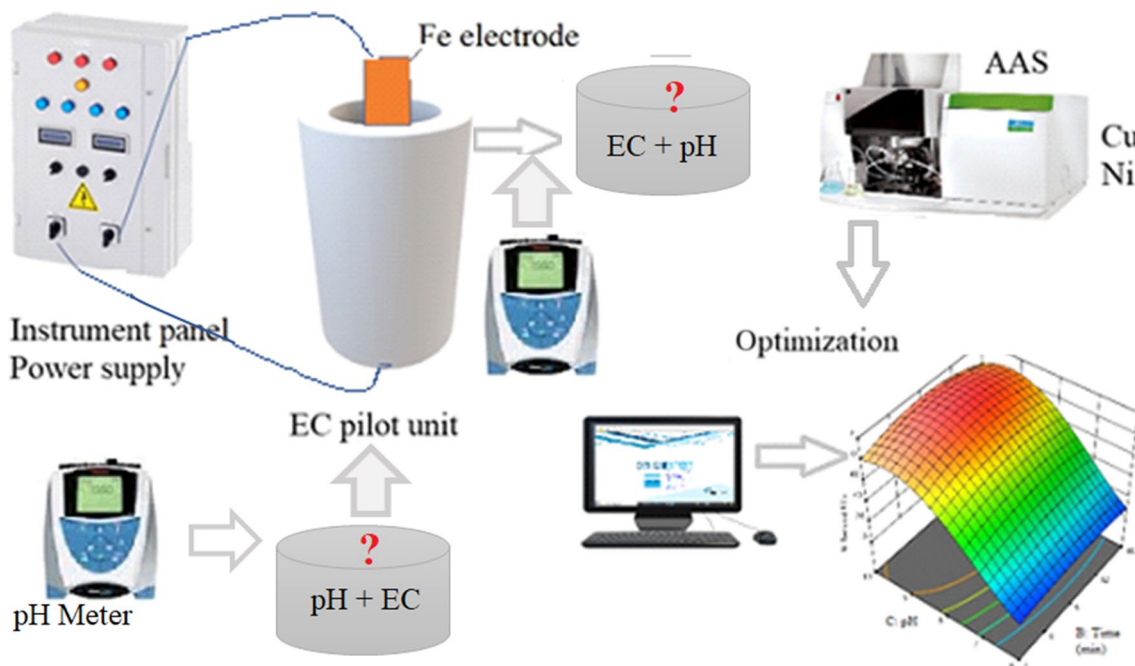 Fe electrode
?
EC + pH
AAS
Cu
Ni
Instrument panel
Power supply
Optimization
EC pilot unit
pH Meter
?
pH + EC
C: pH
B: Time
(min)